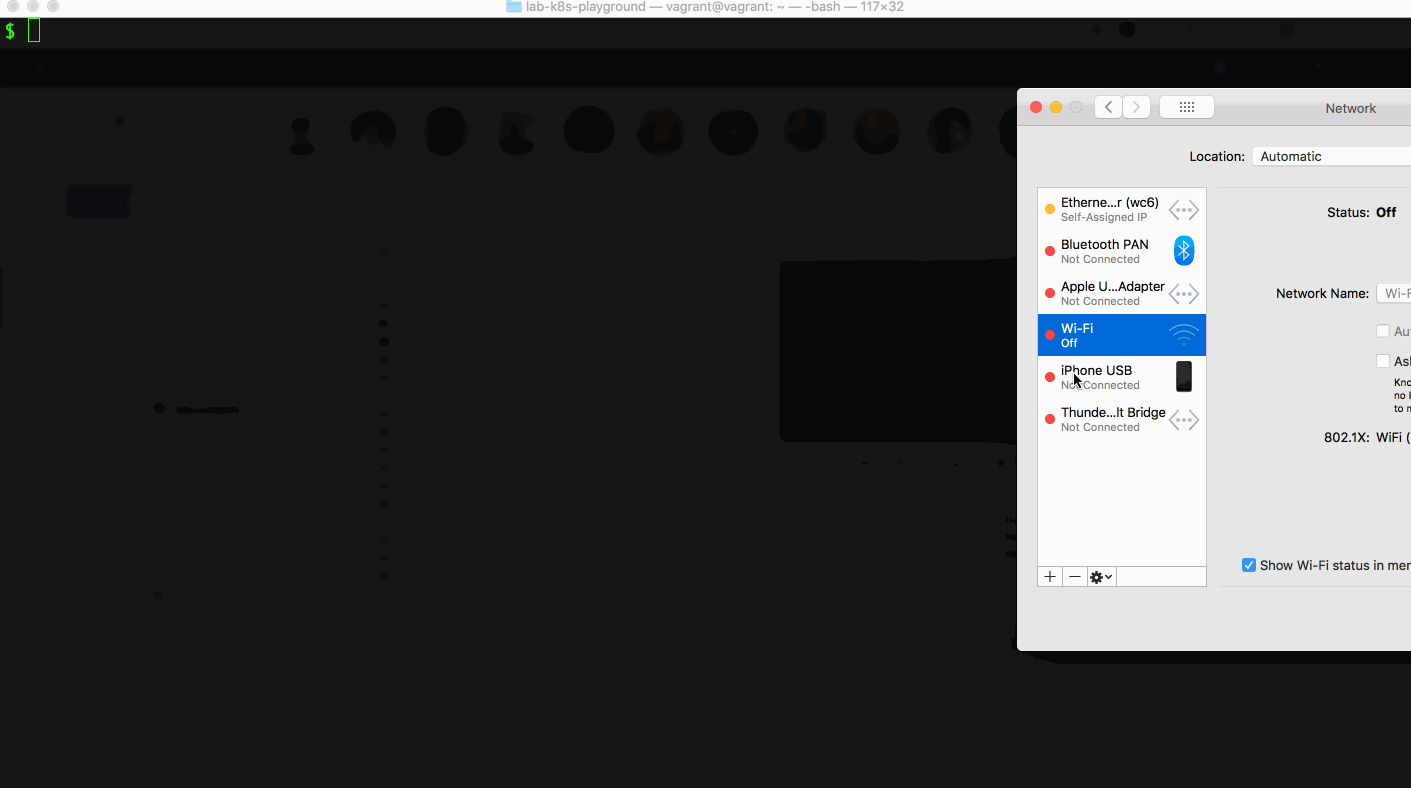 lab-k8s-playground — vagrant@vagrant: ~ — -bash — 117×32
$
Network
Location: Automatic
Etherne...r (wc6)
Self-Assigned IP
Status: Off
Bluetooth PAN
Not Connected
Apple U...Adapter
Not Connected
Network Name: Wi-F
Wi-Fi
Off
Au
iPhone USB
Not Connected
Ask
Kno
no k
to m
Thunde...lt Bridge
Not Connected
802.1X: WiFi (
Show Wi-Fi status in men